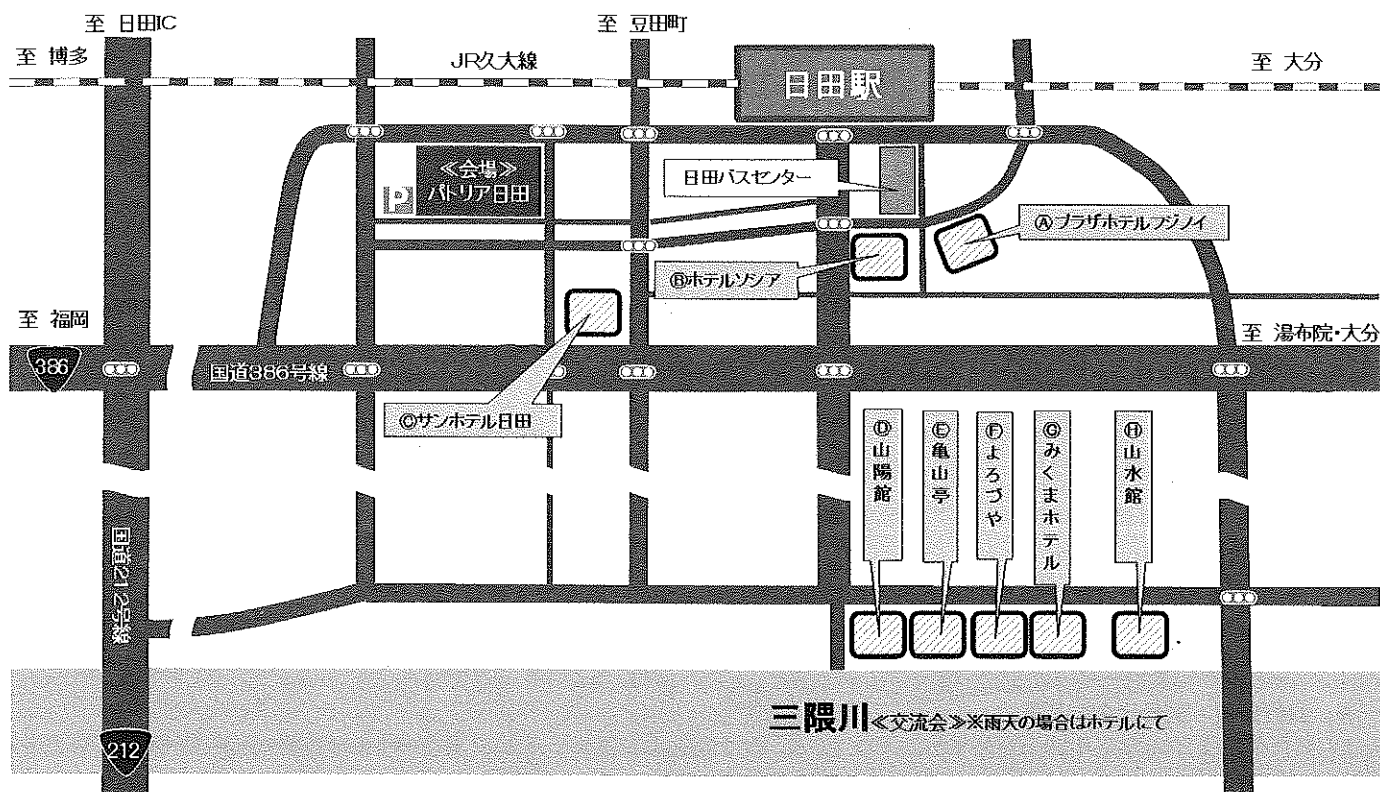 至 日田IC
至 豆田町
至 博多
JR久大線
日田駅
至 大分
≪会場≫
パトリア日田
P
日田バスセンター
Ⓐプラザホテルフジノイ
Ⓑホテルソシア
至 福岡
至 湯布院・大分
386
国道386号線
Ⓒサンホテル日田
Ⓓ山陽館
Ⓔ亀山亭
Ⓕよろづや
Ⓖみくまホテル
Ⓗ山水館
国道212号線
三隈川≪交流会≫※雨天の場合はホテルにて
212